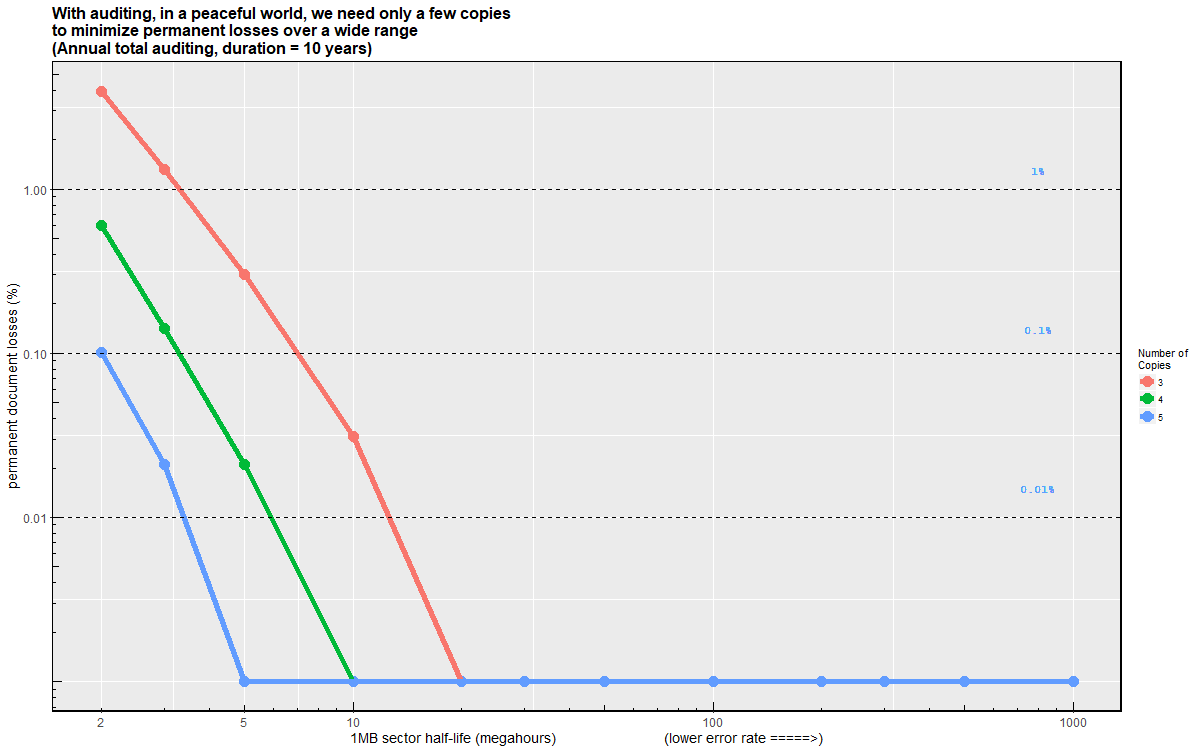 With auditing, in a peaceful world, we need only a few copies
to minimize permanent losses over a wide range
(Annual total auditing, duration = 10 years)
permanent document losses (%)
1.00
0.10
0.01
1%
0.1%
0.01%
Number of
Copies
3
4
5
2 5 10 100 1000
1MB sector half-life (megahours) (lower error rate =====>)